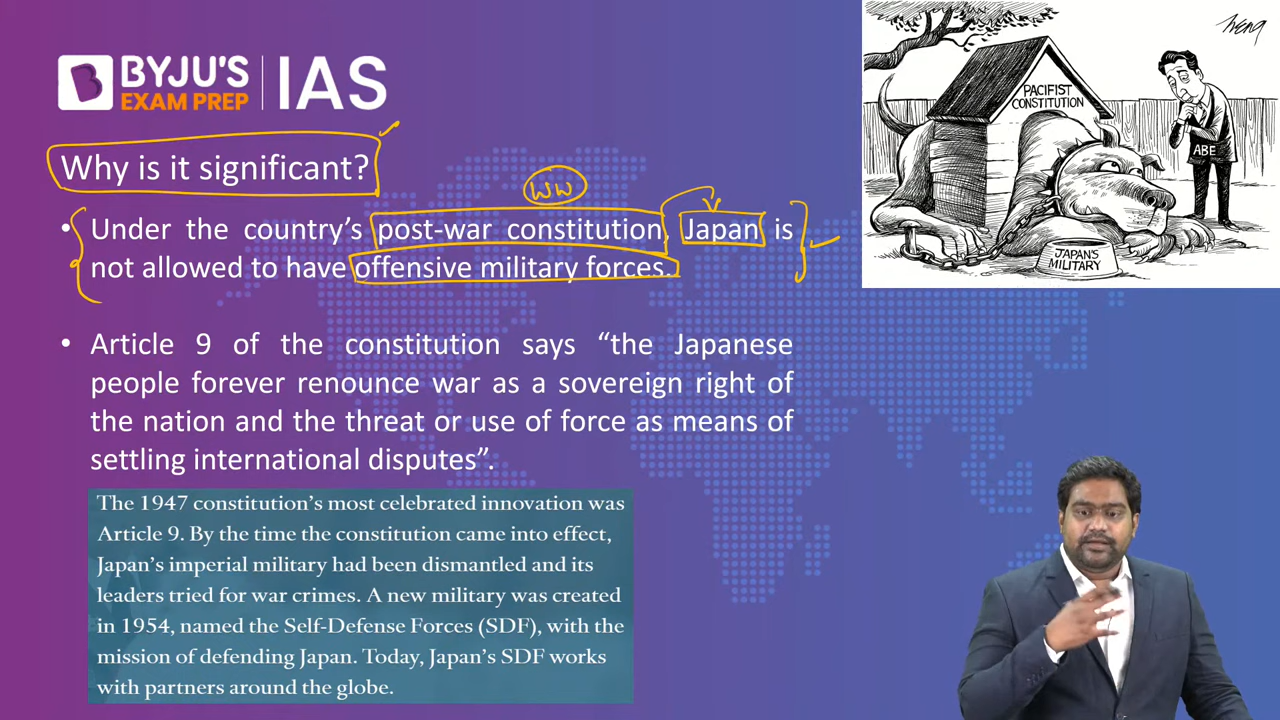 BYJU'S
EXAM PREP
IAS
Why is it significant?
WW
• Under the country's post-war constitution, Japan is
not allowed to have offensive military forces.
• Article 9 of the constitution says “the Japanese
people forever renounce war as a sovereign right of
the nation and the threat or use of force as means of
settling international disputes”.
The 1947 constitution's most celebrated innovation was
Article 9. By the time the constitution came into effect,
Japan's imperial military had been dismantled and its
leaders tried for war crimes. A new military was created
in 1954, named the Self-Defense Forces (SDF), with the
mission of defending Japan. Today, Japan's SDF works
with partners around the globe.
PACIFIST
CONSTITUTION
ABE
JAPAN'S
MILITARY